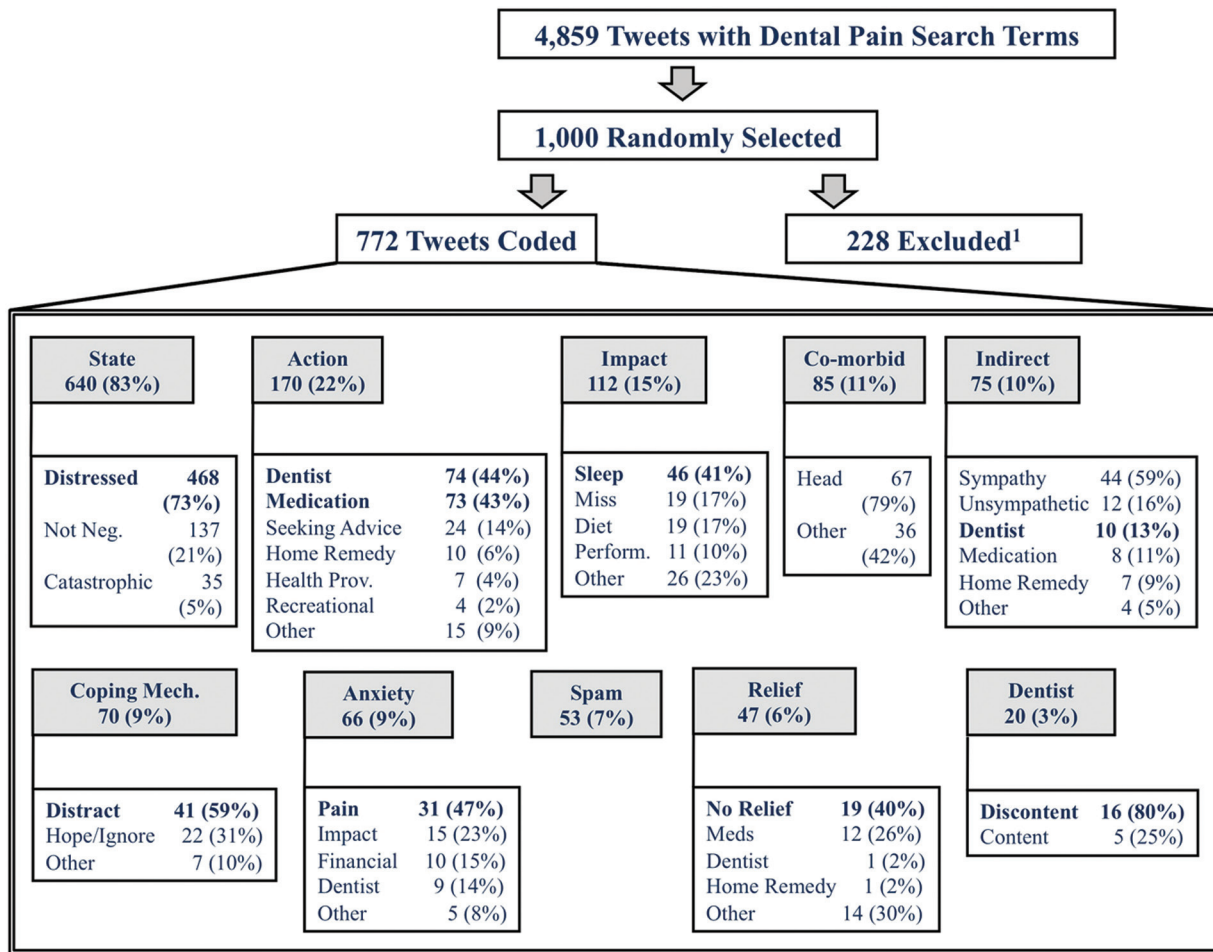 4,859 Tweets with Dental Pain Search Terms
1,000 Randomly Selected
772 Tweets Coded
228 Excluded¹
State
640 (83%)
Distressed 468
(73%)
Not Neg. 137
(21%)
Catastrophic 35
(5%)
Action
170 (22%)
Dentist 74 (44%)
Medication 73 (43%)
Seeking Advice 24 (14%)
Home Remedy 10 (6%)
Health Prov. 7 (4%)
Recreational 4 (2%)
Other 15 (9%)
Impact
112 (15%)
Sleep 46 (41%)
Miss 19 (17%)
Diet 19 (17%)
Perform. 11 (10%)
Other 26 (23%)
Co-morbid
85 (11%)
Head 67
(79%)
Other 36
(42%)
Indirect
75 (10%)
Sympathy 44 (59%)
Unsympathetic 12 (16%)
Dentist 10 (13%)
Medication 8 (11%)
Home Remedy 7 (9%)
Other 4 (5%)
Coping Mech.
70 (9%)
Distract 41 (59%)
Hope/Ignore 22 (31%)
Other 7 (10%)
Anxiety
66 (9%)
Pain 31 (47%)
Impact 15 (23%)
Financial 10 (15%)
Dentist 9 (14%)
Other 5 (8%)
Spam
53 (7%)
Relief
47 (6%)
No Relief 19 (40%)
Meds 12 (26%)
Dentist 1 (2%)
Home Remedy 1 (2%)
Other 14 (30%)
Dentist
20 (3%)
Discontent 16 (80%)
Content 5 (25%)